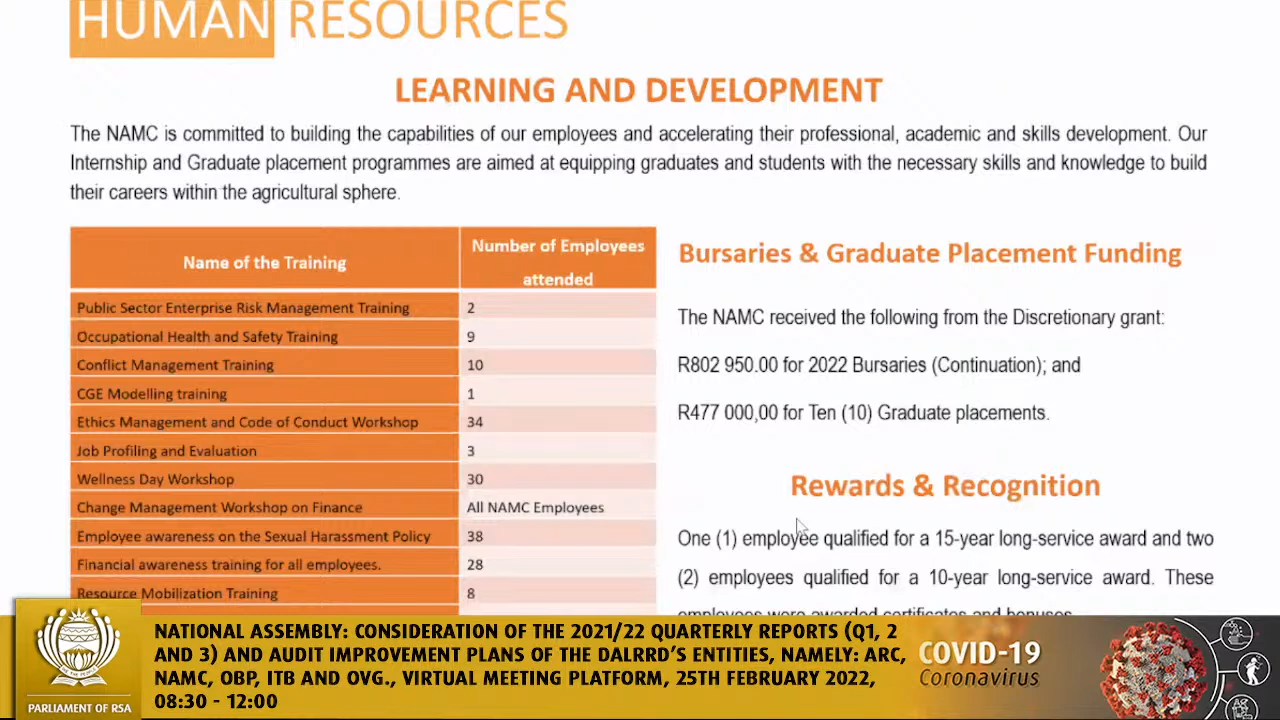 HUMAN RESOURCES
LEARNING AND DEVELOPMENT
The NAMC is committed to building the capabilities of our employees and accelerating their professional, academic and skills development. Our
Internship and Graduate placement programmes are aimed at equipping graduates and students with the necessary skills and knowledge to build
their careers within the agricultural sphere.
Name of the Training
Number of Employees
attended
Public Sector Enterprise Risk Management Training 2
Occupational Health and Safety Training 9
Conflict Management Training 10
CGE Modelling training 1
Ethics Management and Code of Conduct Workshop 34
Job Profiling and Evaluation 3
Wellness Day Workshop 30
Change Management Workshop on Finance All NAMC Employees
Employee awareness on the Sexual Harassment Policy 38
Financial awareness training for all employees. 28
Resource Mobilization Training 8
Bursaries & Graduate Placement Funding
The NAMC received the following from the Discretionary grant:
R802 950.00 for 2022 Bursaries (Continuation); and
R477 000,00 for Ten (10) Graduate placements.
Rewards & Recognition
One (1) employee qualified for a 15-year long-service award and two
(2) employees qualified for a 10-year long-service award. These
employees were awarded certificates and bonuses.
PARLIAMENT OF RSA
NATIONAL ASSEMBLY: CONSIDERATION OF THE 2021/22 QUARTERLY REPORTS (Q1, 2
AND 3) AND AUDIT IMPROVEMENT PLANS OF THE DALRRD'S ENTITIES, NAMELY: ARC,
NAMC, OBP, ITB AND OVG., VIRTUAL MEETING PLATFORM, 25TH FEBRUARY 2022,
08:30 - 12:00
COVID-19
Coronavirus